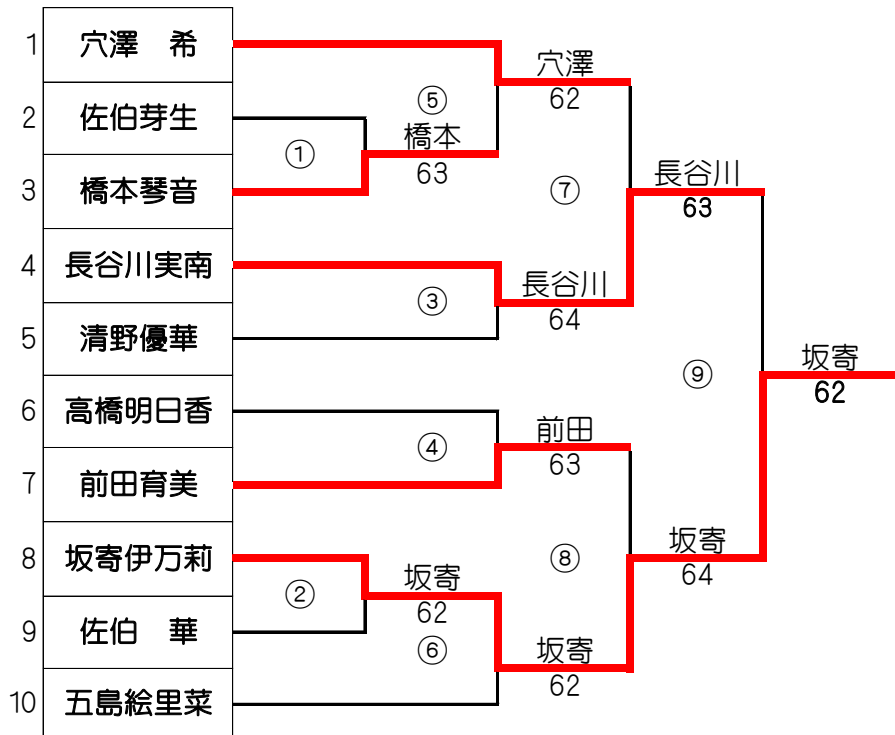 1 穴澤　希
2 佐伯芽生
3 橋本琴音
4 長谷川実南
5 清野優華
6 高橋明日香
7 前田育美
8 坂寄伊万莉
9 佐伯　華
10 五島絵里菜
①
橋本
63
②
坂寄
62
⑤
穴澤
62
③
長谷川
64
④
前田
63
⑥
坂寄
62
⑦
長谷川
63
⑧
坂寄
64
⑨
坂寄
62